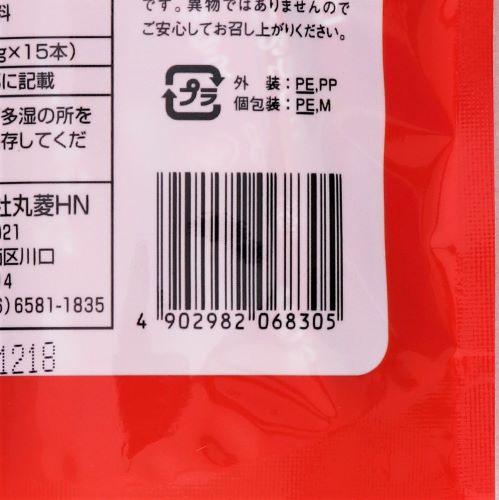 料
g×15本)
に記載
多湿の所を
存してくだ
社丸菱HN
021
区川口
14
6)6581-1835
1218
です。異物ではありませんので
ご安心してお召し上がりください。
プラ
外 装:PE,PP
個包装:PE,M
4 902982 068305